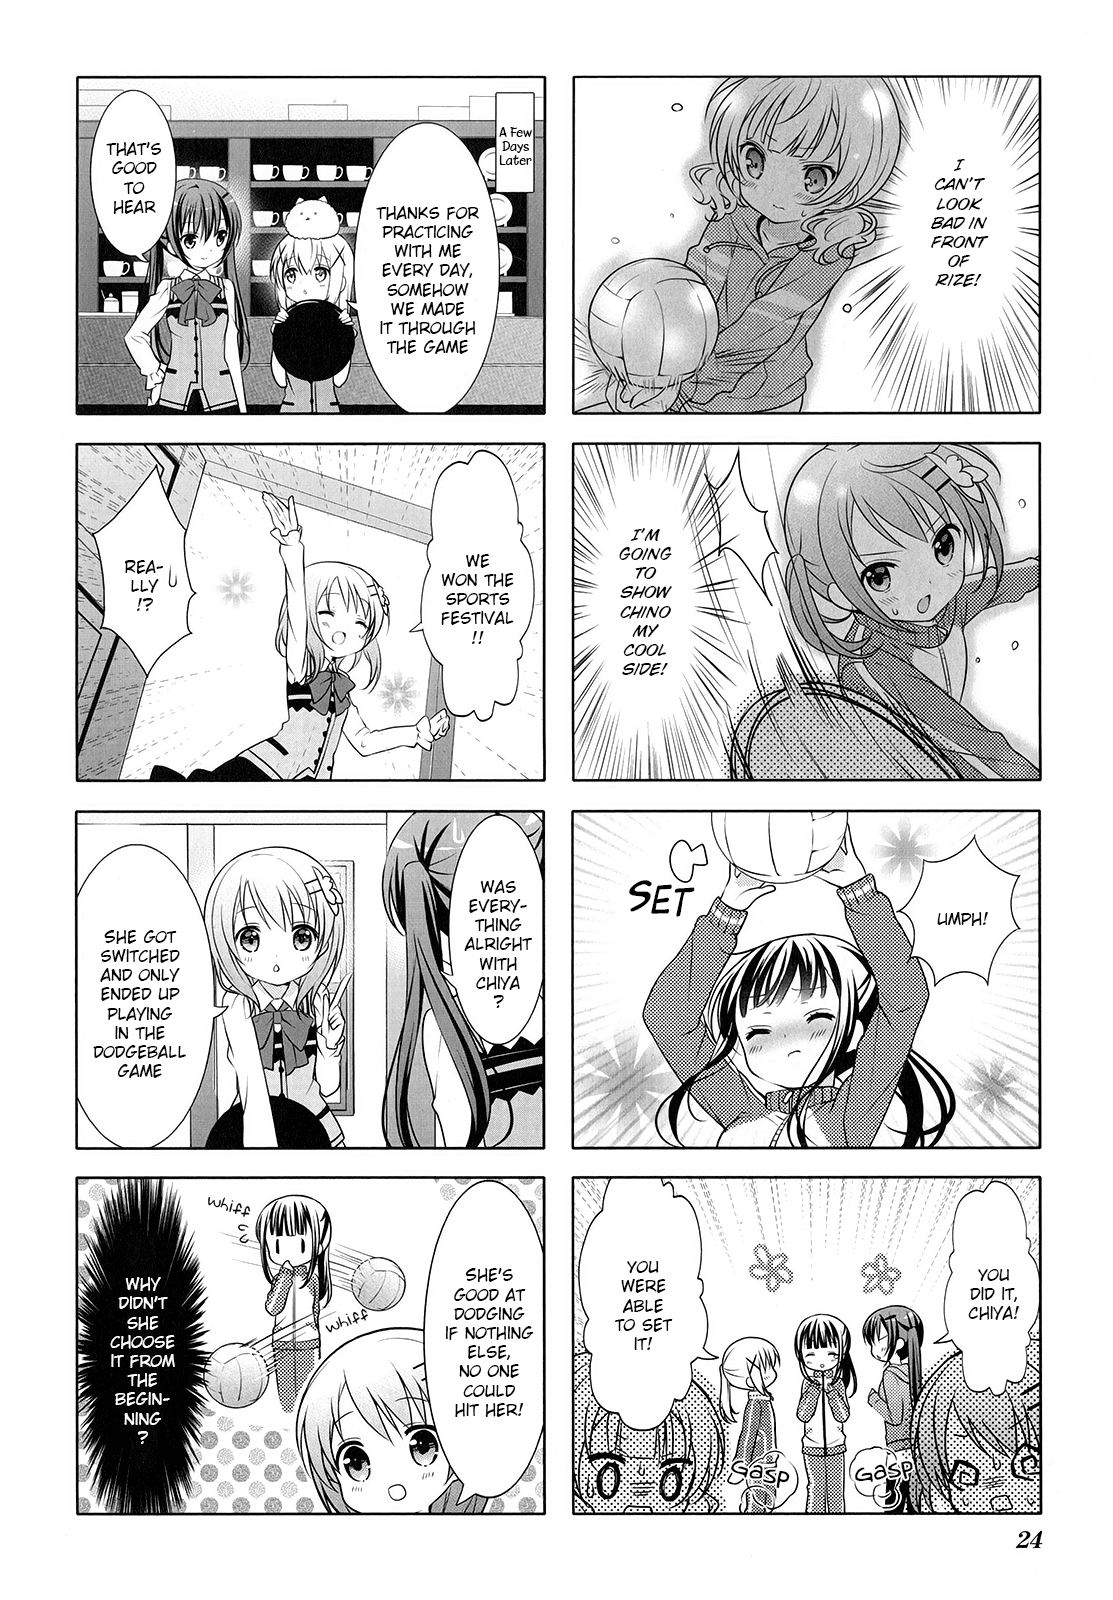 I
CAN'T
LOOK
BAD IN
FRONT
OF
RIZE!
I'M
GOING
TO
SHOW
CHINO
MY
COOL
SIDE!
UMPH!
SET
YOU
DID IT,
CHIYA!
YOU
WERE
ABLE
TO SET
IT!
GASP
GASP
A Few
Days
Later
THANKS FOR
PRACTICING
WITH ME
EVERY DAY,
SOMEHOW
WE MADE
IT THROUGH
THE GAME
THAT'S
GOOD
TO
HEAR
WE
WON THE
SPORTS
FESTIVAL
!!
REA-
LLY
!?
WAS
EVERY-
THING
ALRIGHT
WITH
CHIYA
?
SHE GOT
SWITCHED
AND ONLY
ENDED UP
PLAYING
IN THE
DODGEBALL
GAME
SHE'S
GOOD AT
DODGING
IF NOTHING
ELSE,
NO ONE
COULD
HIT HER!
whiff
whiff
WHY
DIDN'T
SHE
CHOOSE
IT FROM
THE
BEGIN-
NING
?
24